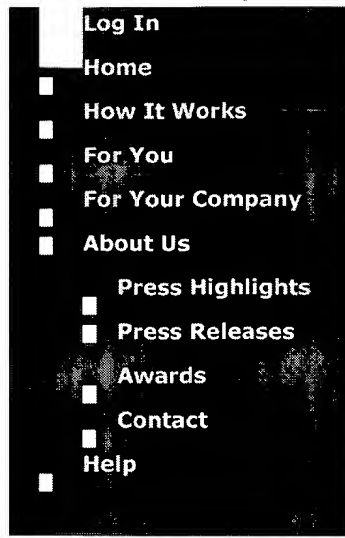 Log In
Home
How It Works
For You
For Your Company
About Us
Press Highlights
Press Releases
Awards
Contact
Help